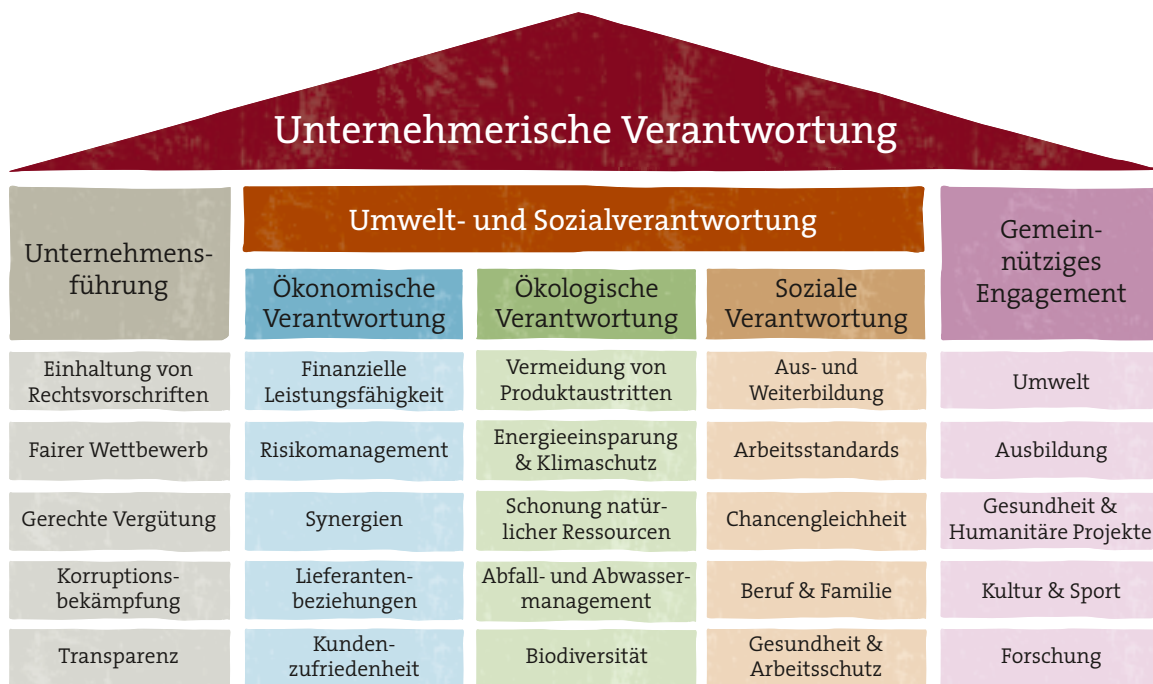 Unternehmerische Verantwortung
Unternehmens-
führung
Einhaltung von
Rechtsvorschriften
Fairer Wettbewerb
Gerechte Vergütung
Korruptions-
bekämpfung
Transparenz
Umwelt- und Sozialverantwortung
Ökonomische
Verantwortung
Finanzielle
Leistungsfähigkeit
Risikomanagement
Synergien
Lieferanten-
beziehungen
Kunden-
zufriedenheit
Ökologische
Verantwortung
Vermeidung von
Produktaustritten
Energieeinsparung
& Klimaschutz
Schonung natür-
licher Ressourcen
Abfall- und Abwasser-
management
Biodiversität
Soziale
Verantwortung
Aus- und
Weiterbildung
Arbeitsstandards
Chancengleichheit
Beruf & Familie
Gesundheit &
Arbeitsschutz
Gemein-
nütziges
Engagement
Umwelt
Ausbildung
Gesundheit &
Humanitäre Projekte
Kultur & Sport
Forschung